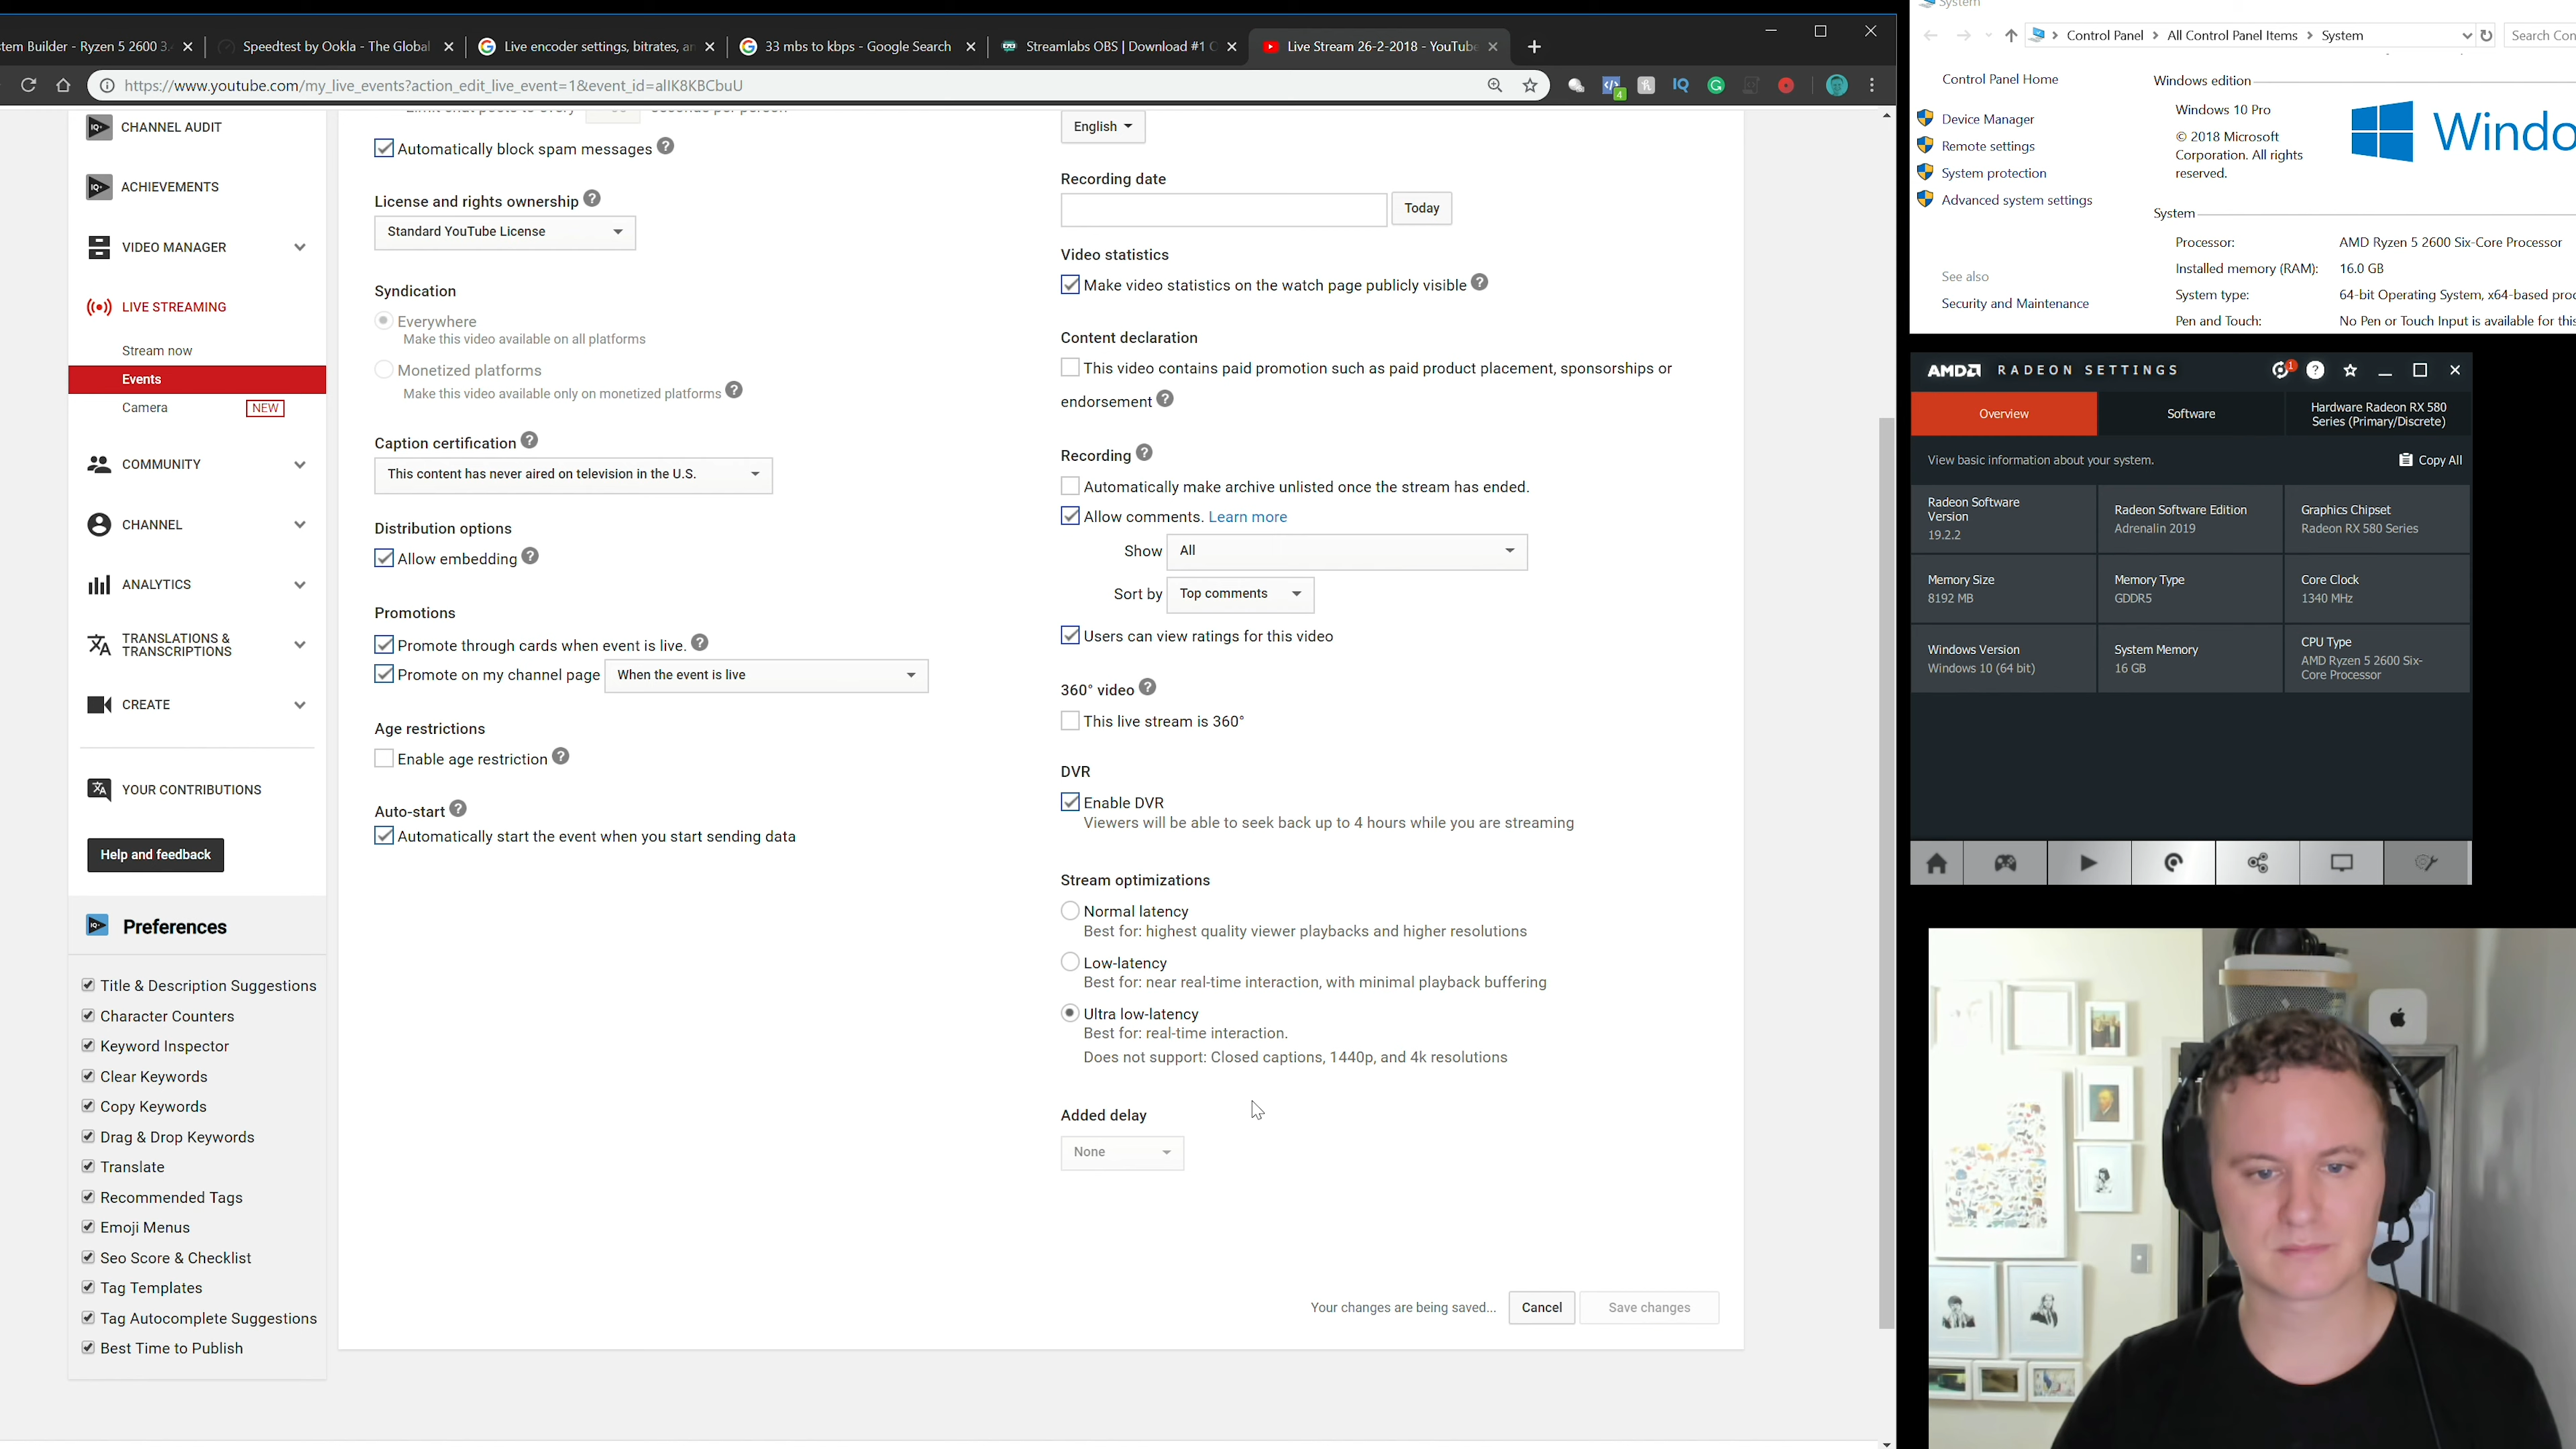 System
tem Builder - Ryzen 5 2600 3.
Speedtest by Ookla - The Global
Live encoder settings, bitrates, an
33 mbs to kbps - Google Search
Streamlabs OBS | Download #1
Live Stream 26-2-2018 - YouTube
https://www.youtube.com/my_live_events?action_edit_live_event=1&event_id=allK8KBCbuU
4
IQ
CHANNEL AUDIT
ACHIEVEMENTS
VIDEO MANAGER
LIVE STREAMING
Stream now
Events
Camera NEW
COMMUNITY
CHANNEL
ANALYTICS
TRANSLATIONS &
TRANSCRIPTIONS
CREATE
YOUR CONTRIBUTIONS
Help and feedback
Preferences
Title & Description Suggestions
Character Counters
Keyword Inspector
Clear Keywords
Copy Keywords
Drag & Drop Keywords
Translate
Recommended Tags
Emoji Menus
Seo Score & Checklist
Tag Templates
Tag Autocomplete Suggestions
Best Time to Publish
Automatically block spam messages
License and rights ownership
Standard YouTube License
Syndication
Everywhere
Make this video available on all platforms
Monetized platforms
Make this video available only on monetized platforms
Caption certification
This content has never aired on television in the U.S.
Distribution options
Allow embedding
Promotions
Promote through cards when event is live.
Promote on my channel page When the event is live
Age restrictions
Enable age restriction
Auto-start
Automatically start the event when you start sending data
English
Recording date
Today
Video statistics
Make video statistics on the watch page publicly visible
Content declaration
This video contains paid promotion such as paid product placement, sponsorships or
endorsement
Recording
Automatically make archive unlisted once the stream has ended.
Allow comments. Learn more
Show All
Sort by Top comments
Users can view ratings for this video
360° video
This live stream is 360°
DVR
Enable DVR
Viewers will be able to seek back up to 4 hours while you are streaming
Stream optimizations
Normal latency
Best for: highest quality viewer playbacks and higher resolutions
Low-latency
Best for: near real-time interaction, with minimal playback buffering
Ultra low-latency
Best for: real-time interaction.
Does not support: Closed captions, 1440p, and 4k resolutions
Added delay
None
Your changes are being saved... Cancel Save changes
Control Panel All Control Panel Items System
Search Con
Control Panel Home
Device Manager
Remote settings
System protection
Advanced system settings
See also
Security and Maintenance
Windows edition
Windows 10 Pro
© 2018 Microsoft
Corporation. All rights
reserved.
Windo
System
Processor: AMD Ryzen 5 2600 Six-Core Processor
Installed memory (RAM): 16.0 GB
System type: 64-bit Operating System, x64-based proc
Pen and Touch: No Pen or Touch Input is available for this
AMD RADEON SETTINGS
1
Overview
Software
Hardware Radeon RX 580
Series (Primary/Discrete)
View basic information about your system.
Copy All
Radeon Software
Version
19.2.2
Radeon Software Edition
Adrenalin 2019
Graphics Chipset
Radeon RX 580 Series
Memory Size
8192 MB
Memory Type
GDDR5
Core Clock
1340 MHz
Windows Version
Windows 10 (64 bit)
System Memory
16 GB
CPU Type
AMD Ryzen 5 2600 Six-
Core Processor